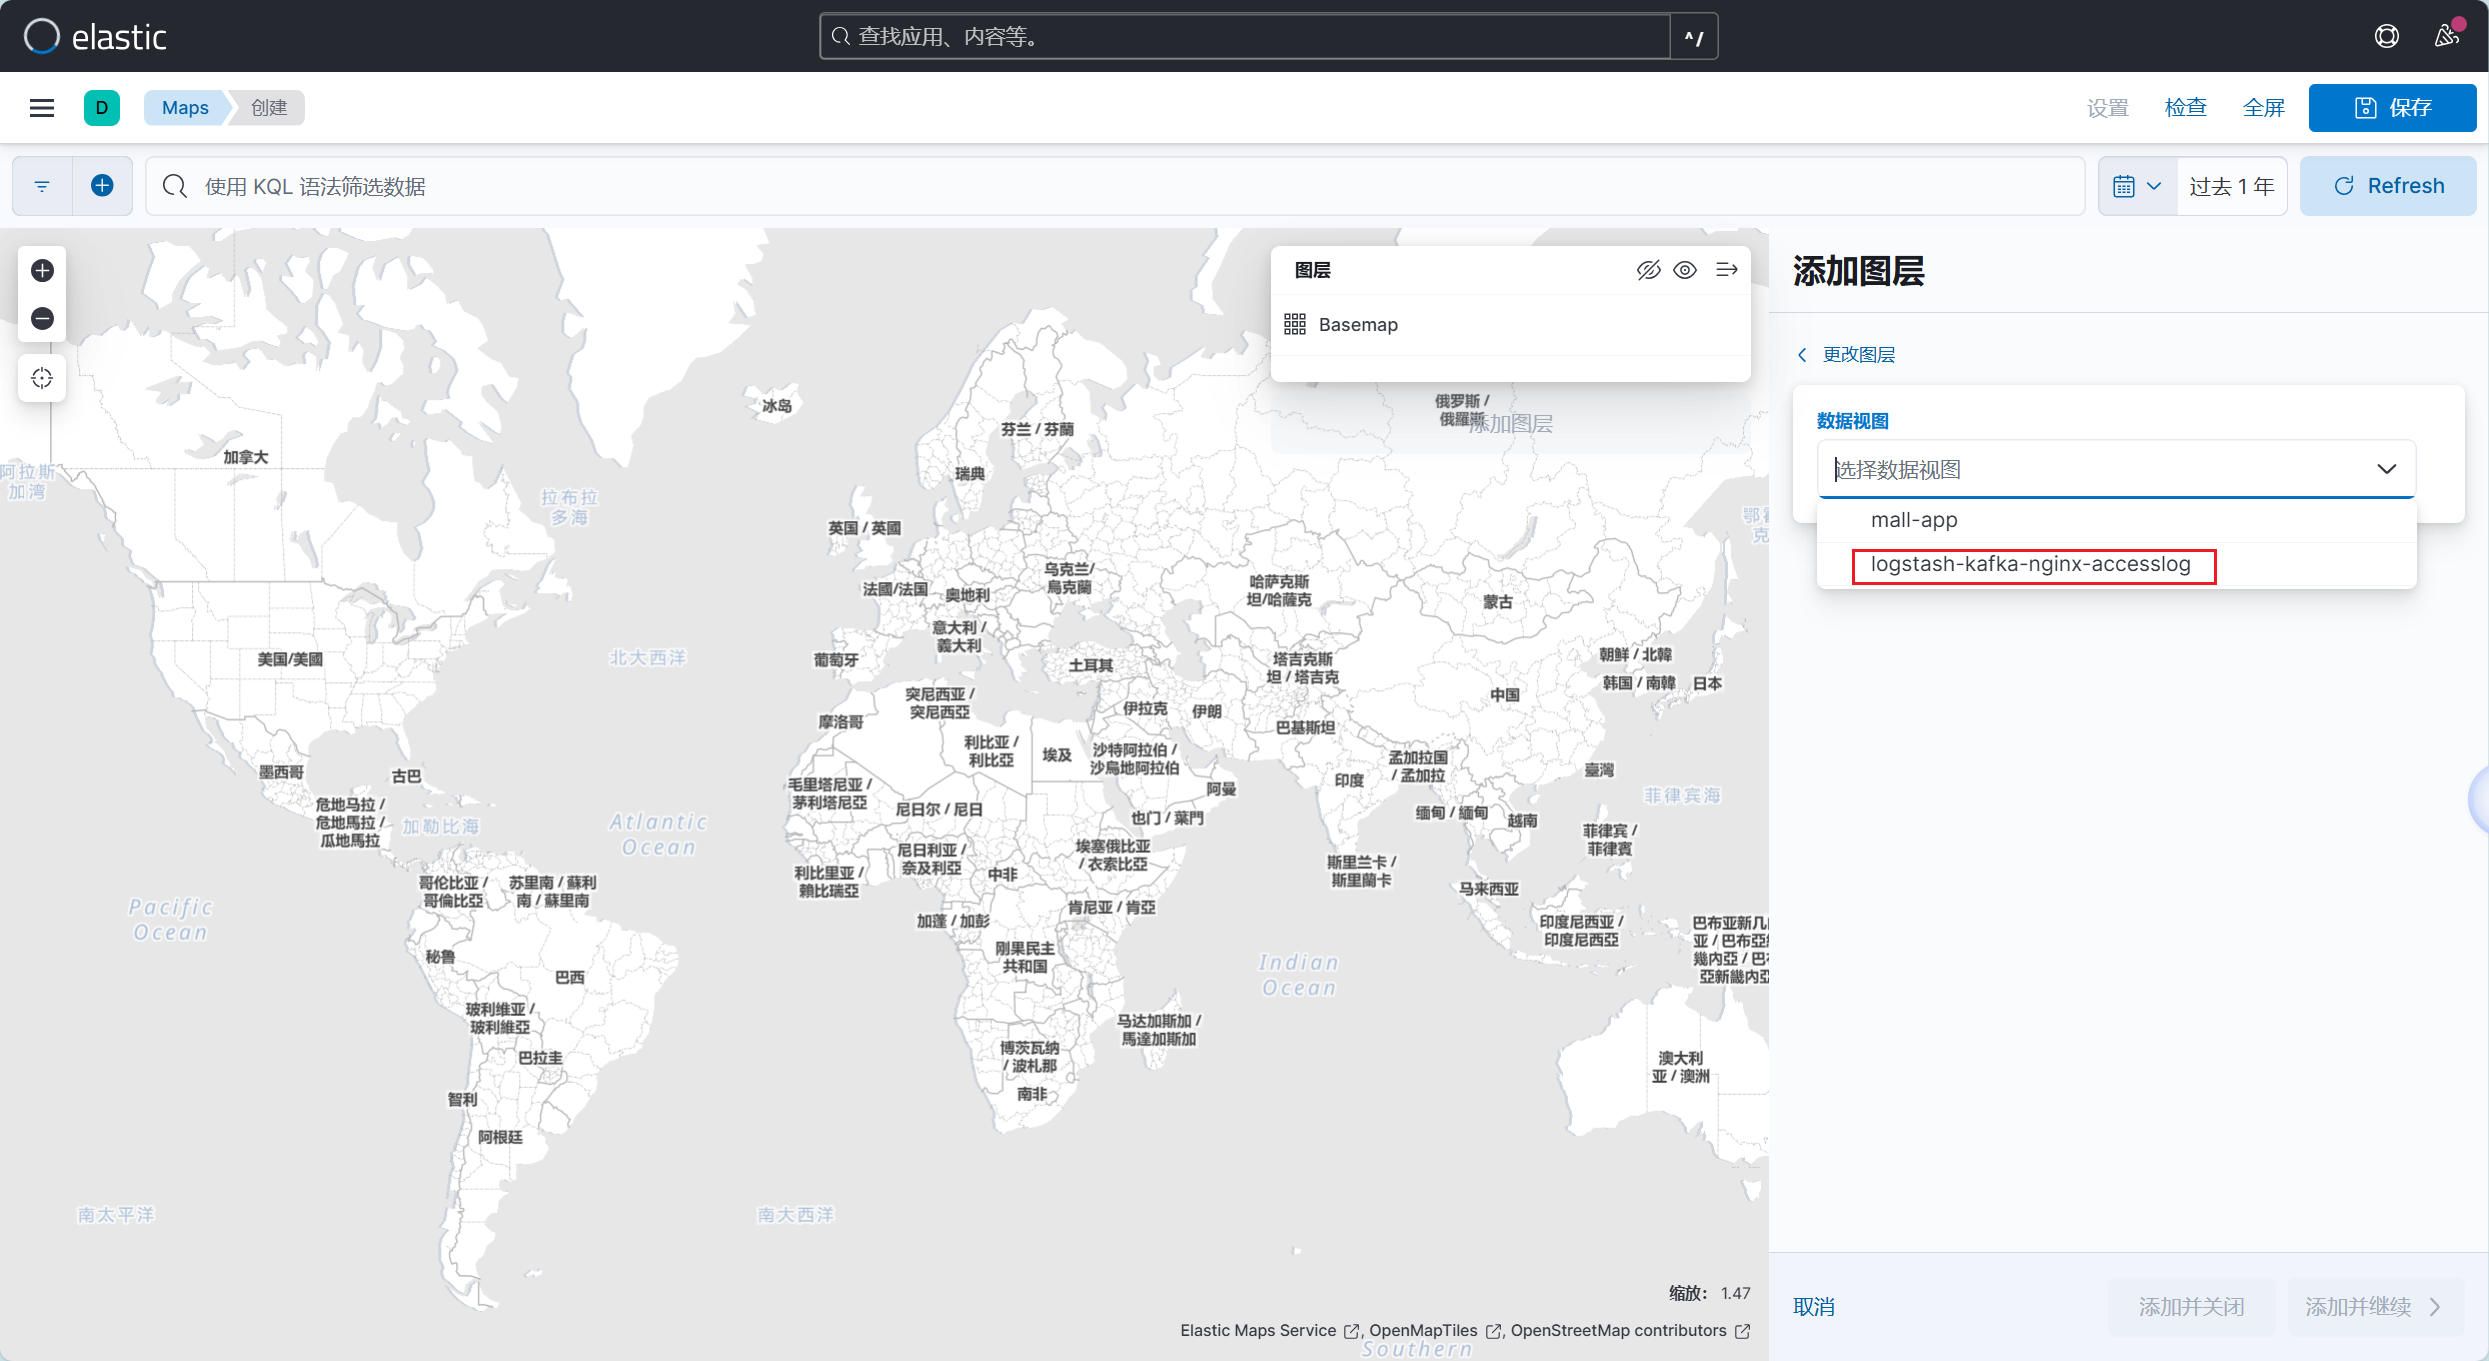 elastic
查找应用、内容等。
^/
D
Maps
创建
设置
检查
全屏
保存
使用 KQL 语法筛选数据
过去 1 年
Refresh
图层
Basemap
添加图层
添加图层
更改图层
数据视图
选择数据视图
mall-app
logstash-kafka-nginx-accesslog
俄罗斯 /
俄羅斯
冰岛
芬兰 / 芬蘭
加拿大
瑞典
阿拉斯
加湾
拉布拉
多海
英国 / 英國
乌克兰/
烏克蘭
法國/法国
奥地利
哈萨克斯
坦/哈薩克
蒙古
意大利 /
義大利
葡萄牙
土耳其
美国/美國
北大西洋
塔吉克斯
坦 / 塔吉克
朝鲜 / 北韓
韩国 / 南韓
日本
中国
突尼西亚 /
突尼西亞
摩洛哥
伊拉克
伊朗
巴基斯坦
利比亚 /
利比亞
埃及
沙特阿拉伯 /
沙烏地阿拉伯
孟加拉国
/ 孟加拉
印度
臺灣
墨西哥
古巴
毛里塔尼亚 /
茅利塔尼亞
阿曼
菲律宾海
危地马拉 /
危地馬拉 /
瓜地馬拉
加勒比海
Atlantic
Ocean
尼日尔 / 尼日
也门 / 葉門
缅甸 / 緬甸
越南
菲律宾 /
菲律賓
尼日利亚 /
奈及利亞
埃塞俄比亚
/ 衣索比亞
利比里亚 /
賴比瑞亞
中非
斯里兰卡 /
斯里蘭卡
马来西亚
哥伦比亚 /
哥倫比亞
苏里南 / 蘇利
南 / 蘇里南
Pacific
Ocean
加蓬 / 加彭
肯尼亚 / 肯亞
印度尼西亚 /
印度尼西亞
巴布亚新几
亚 / 巴布亞
幾内亞 / 巴
亞新幾内亞
秘鲁
巴西
刚果民主
共和国
Indian
Ocean
玻利维亚 /
玻利維亞
马达加斯加 /
馬達加斯加
巴拉圭
博茨瓦纳
/ 波札那
南非
澳大利
亚 / 澳洲
智利
阿根廷
南太平洋
南大西洋
缩放： 1.47
Elastic Maps Service , OpenMapTiles , OpenStreetMap contributors
Southern
取消
添加并关闭
添加并继续